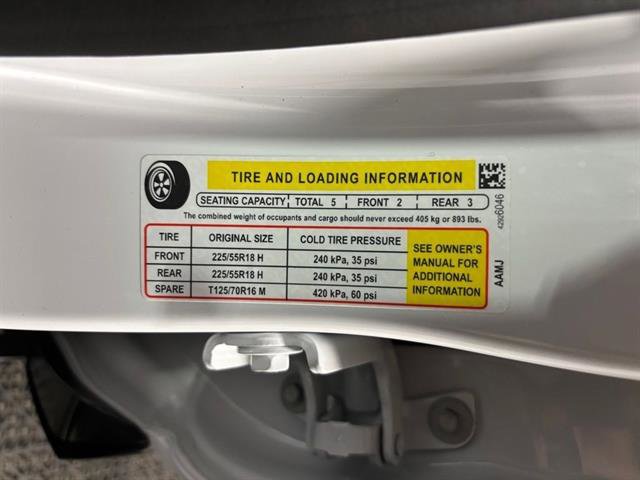 TIRE AND LOADING INFORMATION
SEATING CAPACITY TOTAL 5 FRONT 2 REAR 3
The combined weight of occupants and cargo should never exceed 405 kg or 893 lbs.
TIRE ORIGINAL SIZE COLD TIRE PRESSURE
FRONT 225/55R18 H 240 kPa, 35 psi
REAR 225/55R18 H 240 kPa, 35 psi
SPARE T125/70R16 M 420 kPa, 60 psi
SEE OWNER'S
MANUAL FOR
ADDITIONAL
INFORMATION
42926046
AAMJ